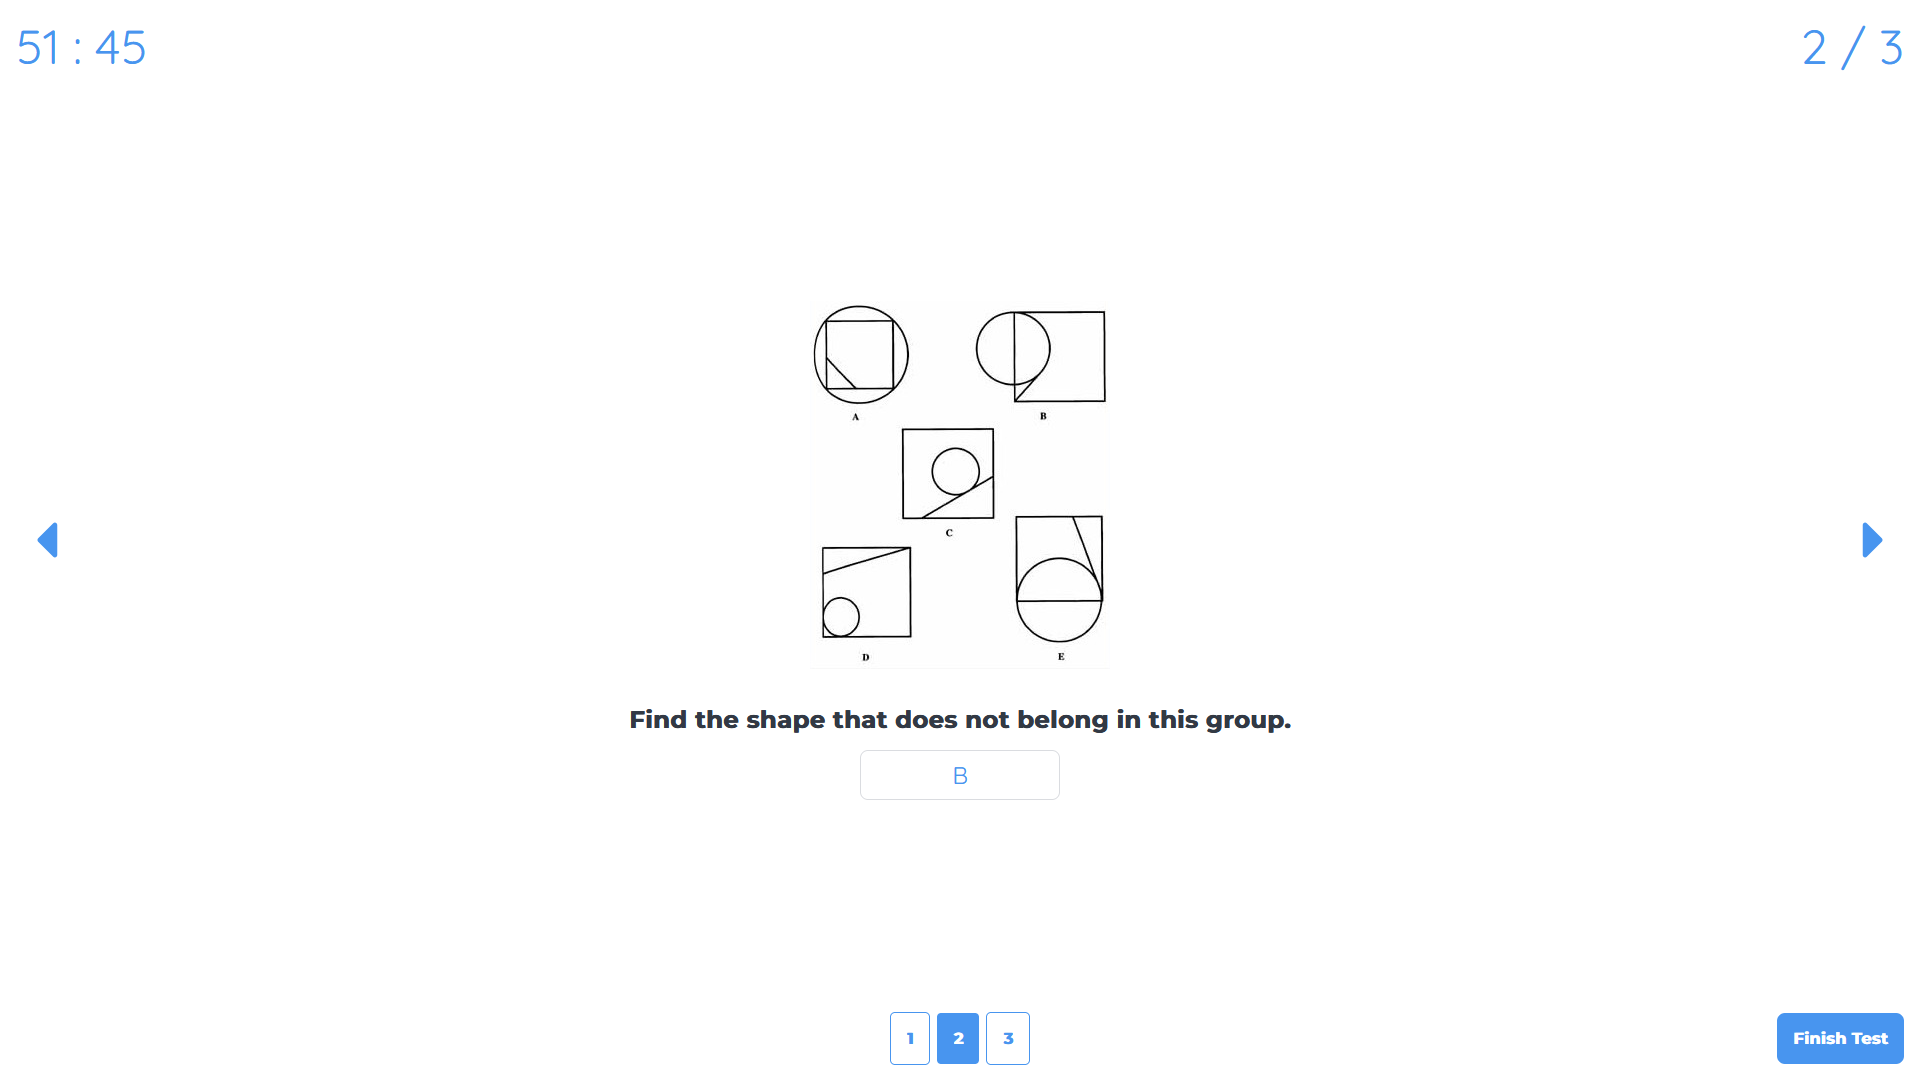 51 : 45
2 / 3
A
B
C
D
E
Find the shape that does not belong in this group.
B
1
2
3
Finish Test